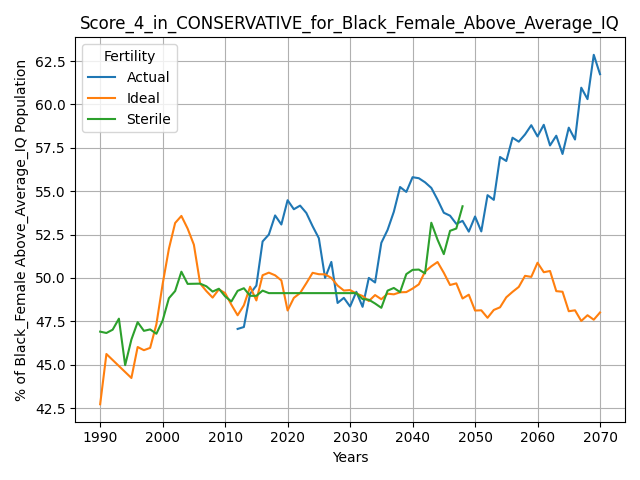 Score_4_in_CONSERVATIVE_for_Black_Female_Above_Average_IQ
Fertility
Actual
Ideal
Sterile
% of Black_Female Above_Average_IQ Population
62.5
60.0
57.5
55.0
52.5
50.0
47.5
45.0
42.5
1990 2000 2010 2020 2030 2040 2050 2060 2070
Years